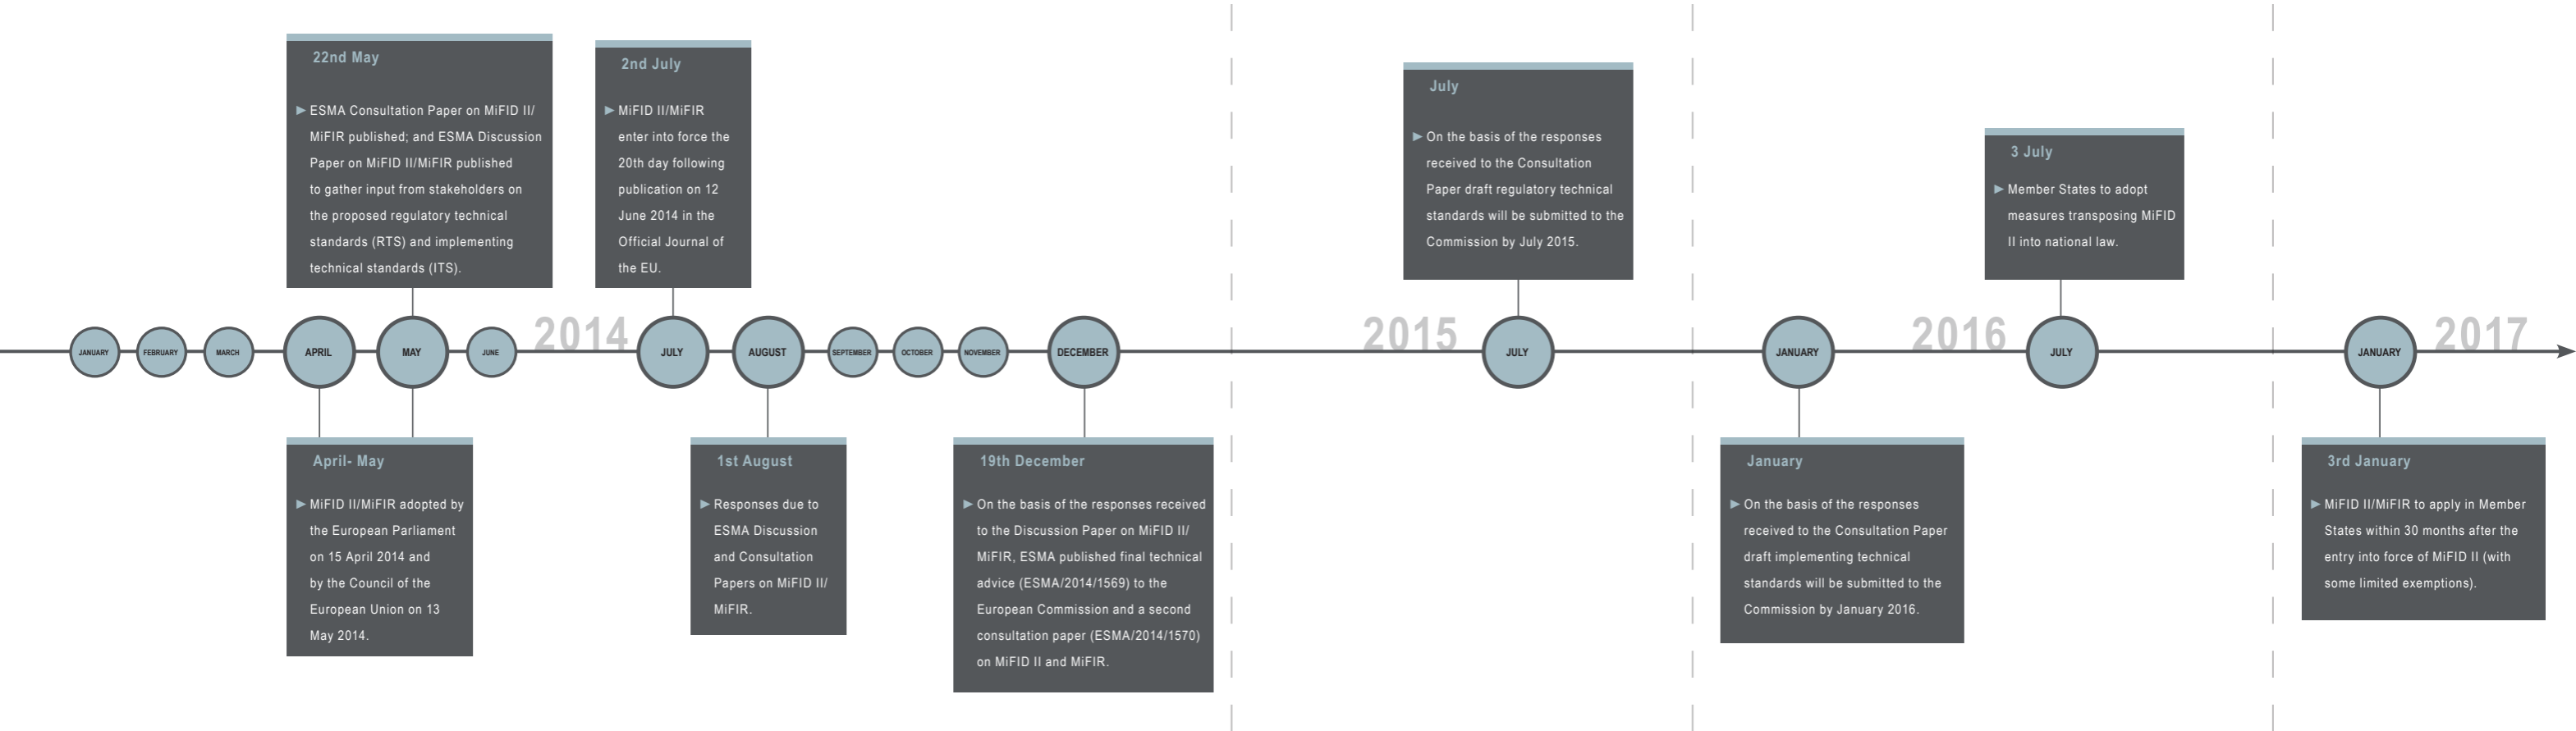 22nd May
► ESMA Consultation Paper on MiFID II/
MiFIR published; and ESMA Discussion
Paper on MiFID II/MiFIR published
to gather input from stakeholders on
the proposed regulatory technical
standards (RTS) and implementing
technical standards (ITS).
2nd July
► MiFID II/MiFIR
enter into force the
20th day following
publication on 12
June 2014 in the
Official Journal of
the EU.
July
► On the basis of the responses
received to the Consultation
Paper draft regulatory technical
standards will be submitted to the
Commission by July 2015.
3 July
► Member States to adopt
measures transposing MiFID
II into national law.
JANUARY
FEBRUARY
MARCH
APRIL
MAY
JUNE
2014
JULY
AUGUST
SEPTEMBER
OCTOBER
NOVEMBER
DECEMBER
2015
JULY
JANUARY
2016
JULY
JANUARY
2017
April- May
► MiFID II/MiFIR adopted by
the European Parliament
on 15 April 2014 and
by the Council of the
European Union on 13
May 2014.
1st August
► Responses due to
ESMA Discussion
and Consultation
Papers on MiFID II/
MiFIR.
19th December
► On the basis of the responses received
to the Discussion Paper on MiFID II/
MiFIR, ESMA published final technical
advice (ESMA/2014/1569) to the
European Commission and a second
consultation paper (ESMA/2014/1570)
on MiFID II and MiFIR.
January
► On the basis of the responses
received to the Consultation Paper
draft implementing technical
standards will be submitted to the
Commission by January 2016.
3rd January
► MiFID II/MiFIR to apply in Member
States within 30 months after the
entry into force of MiFID II (with
some limited exemptions).